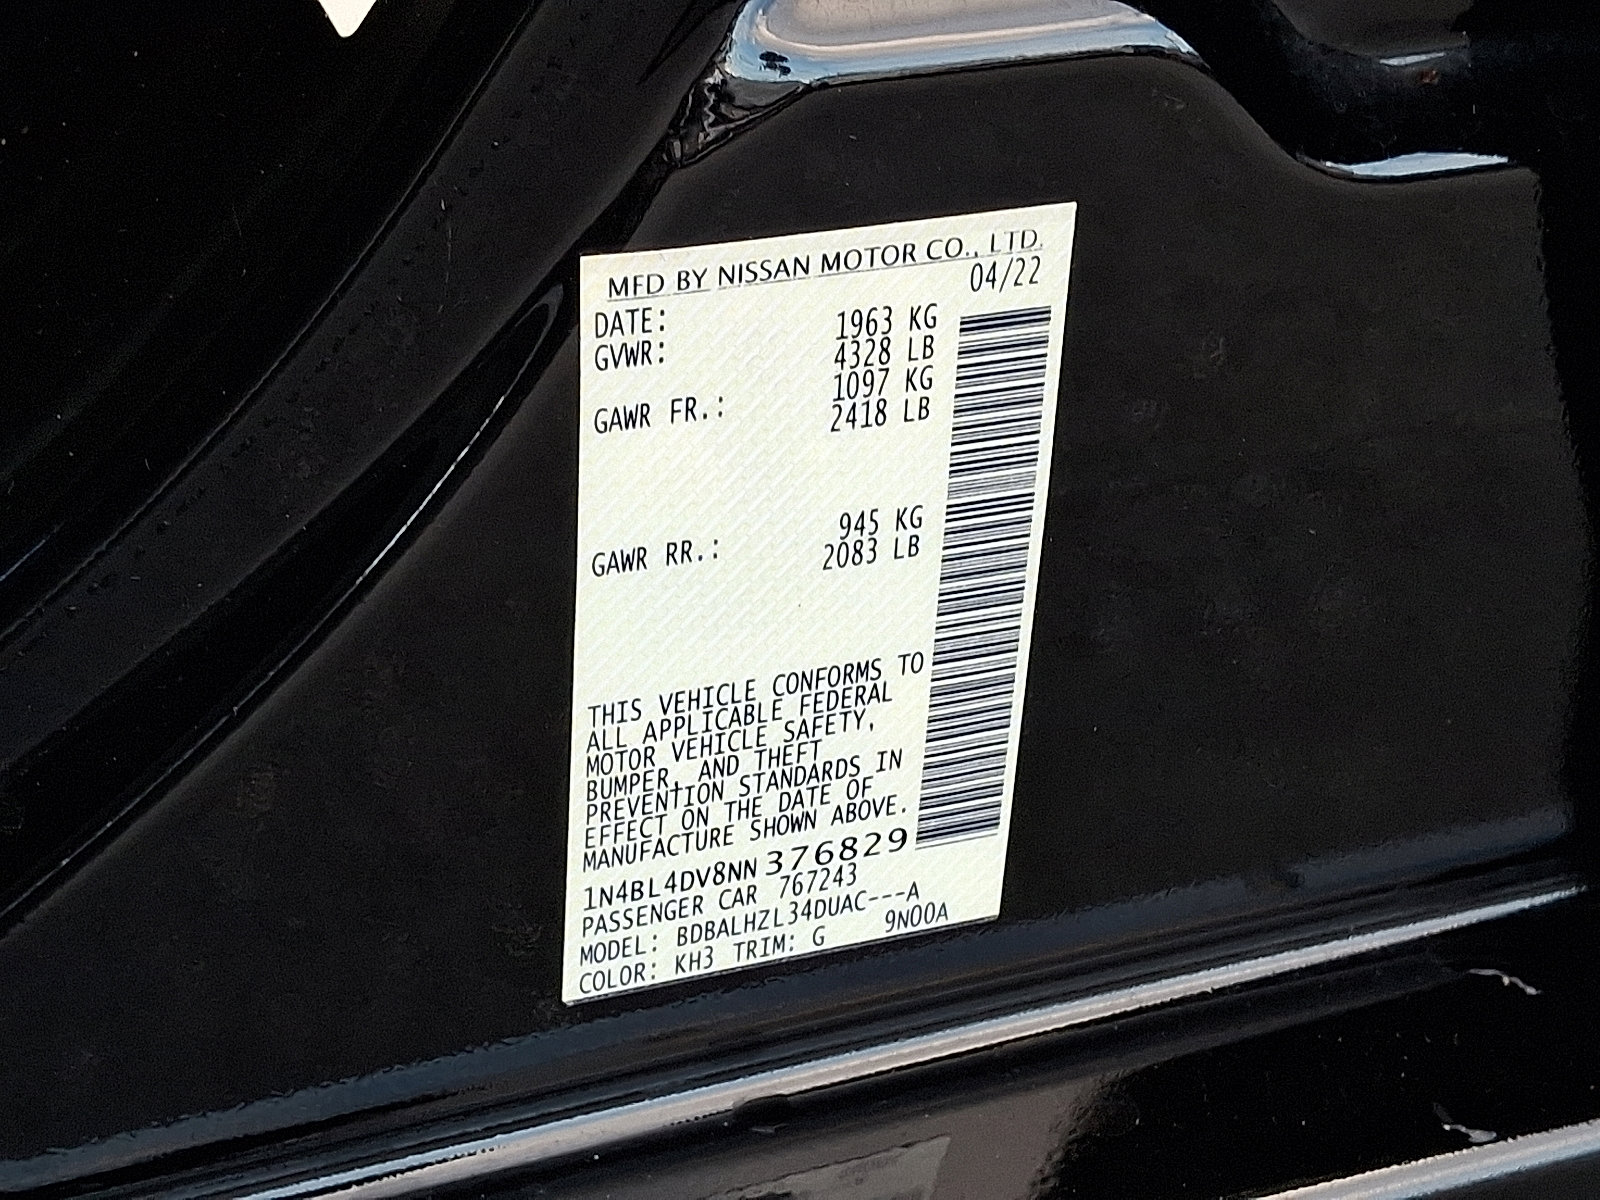 MFD BY NISSAN MOTOR CO., LTD.
DATE: 04/22
GVWR: 1963 KG
4328 LB
GAWR FR.: 1097 KG
2418 LB
GAWR RR.: 945 KG
2083 LB
THIS VEHICLE CONFORMS TO
ALL APPLICABLE FEDERAL
MOTOR VEHICLE SAFETY,
BUMPER, AND THEFT
PREVENTION STANDARDS IN
EFFECT ON THE DATE OF
MANUFACTURE SHOWN ABOVE.
1N4BL4DV8NN376829
PASSENGER CAR 767243
MODEL: BDBALHZL34DUAC---A
COLOR: KH3 TRIM: G 9N00A